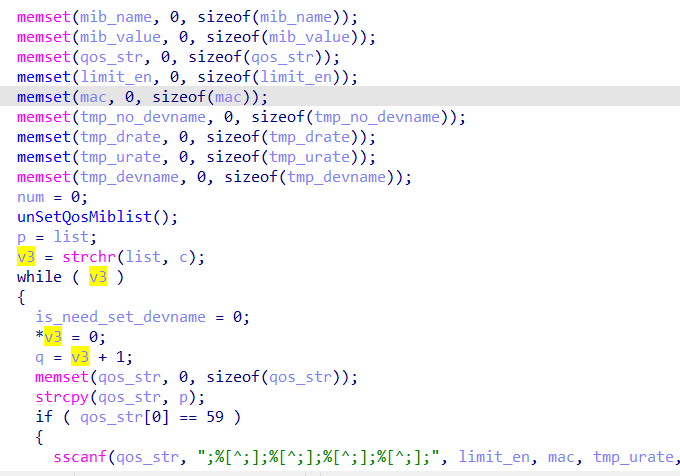 memset(mib_name, 0, sizeof(mib_name));
memset(mib_value, 0, sizeof(mib_value));
memset(qos_str, 0, sizeof(qos_str));
memset(limit_en, 0, sizeof(limit_en));
memset(mac, 0, sizeof(mac));
memset(tmp_no_devname, 0, sizeof(tmp_no_devname));
memset(tmp_drate, 0, sizeof(tmp_drate));
memset(tmp_urate, 0, sizeof(tmp_urate));
memset(tmp_devname, 0, sizeof(tmp_devname));
num = 0;
unSetQosMiblist();
p = list;
v3 = strchr(list, c);
while ( v3 )
{
is_need_set_devname = 0;
*v3 = 0;
q = v3 + 1;
memset(qos_str, 0, sizeof(qos_str));
strcpy(qos_str, p);
if ( qos_str[0] == 59 )
{
sscanf(qos_str, ";%[^;];%[^;];%[^;];%[^;];", limit_en, mac, tmp_urate,